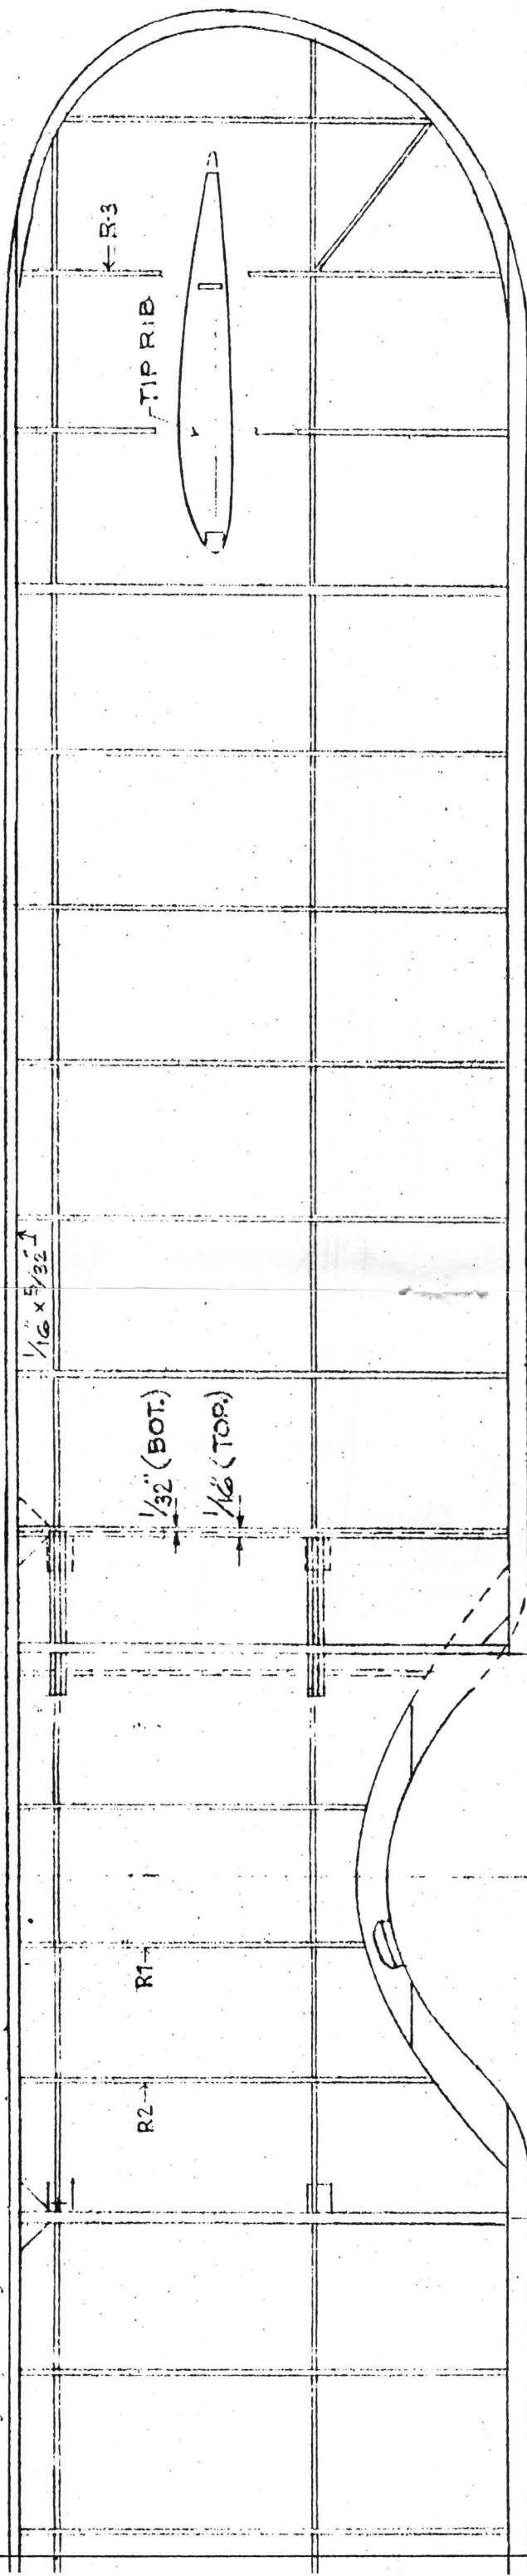 R-3
TIP RIB
1/16" x 5/32"
1/32" (BOT.)
1/16" (TOP.)
R1
R2